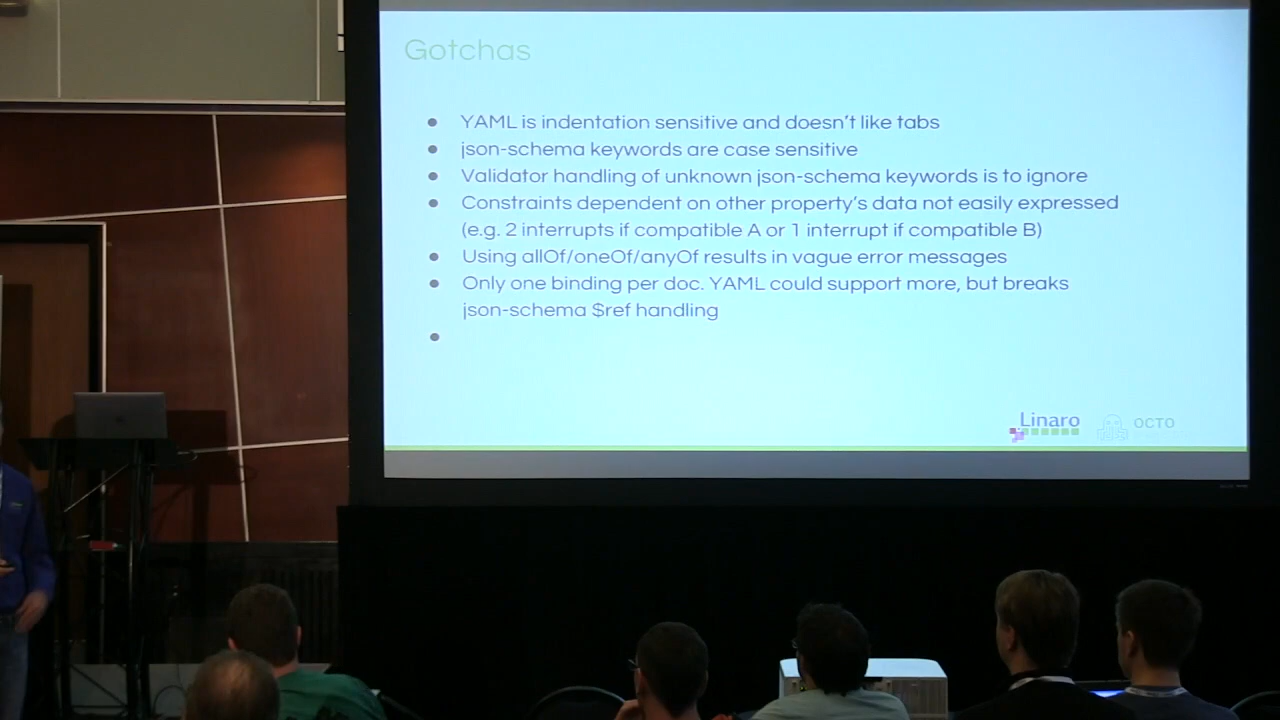 Gotchas
● YAML is indentation sensitive and doesn't like tabs
● json-schema keywords are case sensitive
● Validator handling of unknown json-schema keywords is to ignore
● Constraints dependent on other property's data not easily expressed
(e.g. 2 interrupts if compatible A or 1 interrupt if compatible B)
● Using allOf/oneOf/anyOf results in vague error messages
● Only one binding per doc. YAML could support more, but breaks
json-schema $ref handling
●
Linaro
OCTO